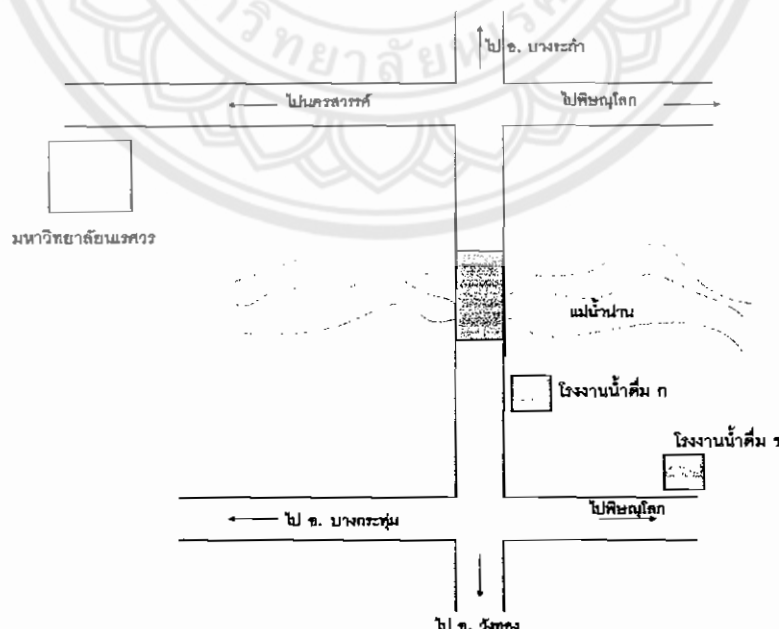 ไป อ. บางระกำ
ไปนครสวรรค์
ไปพิษณุโลก
มหาวิทยาลัยนเรศวร
แม่น้ำน่าน
โรงงานน้ำดื่ม ก
โรงงานน้ำดื่ม
ไป อ. บางกระทุ่ม
ไปพิษณุโลก
ไป อ. วังทอง